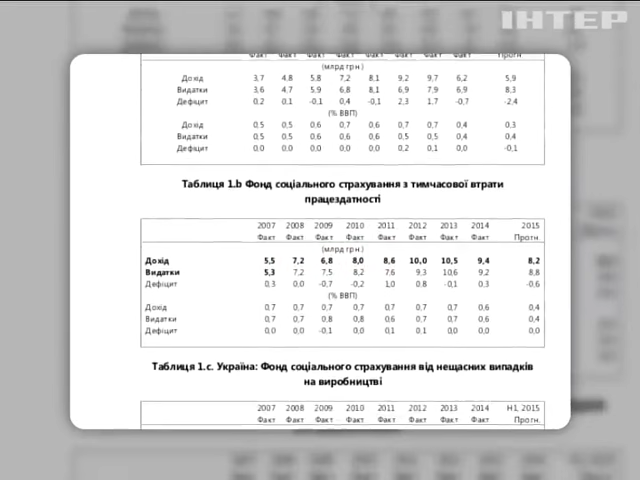 ІНТЕР
Факт Факт Факт Факт Факт Факт Факт Факт Прогн
(млрд грн.)
Дохід 3,7 4,8 5.8 7,2 8,1 9,2 9,7 6,2 5,9
Видатки 3,6 4,7 5.9 6,8 8,1 6,9 7,9 6,9 8,3
Дефіцит 0,2 0,1 -0,1 0,4 -0,1 2,3 1,7 -0,7 -2,4
(% ВВП)
Дохід 0,5 0,5 0.6 0,7 0,6 0,7 0,7 0,4 0.3
Видатки 0,5 0,5 0.6 0,6 0,6 0,5 0,5 0,4 0,4
Дефіцит 0,0 0,0 0.0 0,0 0,0 0,2 0,1 0,0 -0,1
Таблиця 1.b Фонд соціального страхування з тимчасової втрати
працездатності
2007 2008 2009 2010 2011 2012 2013 2014 2015
Факт Факт Факт Факт Факт Факт Факт Факт Прогн.
(млрд грн.)
Дохід 5,5 7,2 6,8 8,0 8,6 10,0 10,5 9,4 8,2
Видатки 5,3 7,2 7.5 8,2 7,6 9,3 10,6 9,2 8,8
Дефіцит 0,3 0,0 -0,7 -0,2 1,0 0,8 -0,1 0,3 -0,6
(% ВВП)
Дохід 0,7 0,7 0,7 0,7 0,7 0,7 0,7 0,6 0,4
Видатки 0,7 0,7 0,8 0,8 0,6 0,7 0,7 0,6 0,4
Дефіцит 0,0 0,0 -0.1 0,0 0,1 0,1 0,0 0,0 0,0
Таблиця 1.с. Україна: Фонд соціального страхування від нещасних випадків
на виробництві
2007 2008 2009 2010 2011 2012 2013 2014 H1, 2015
Факт Факт Факт Факт Факт Факт Факт Факт Прогн.